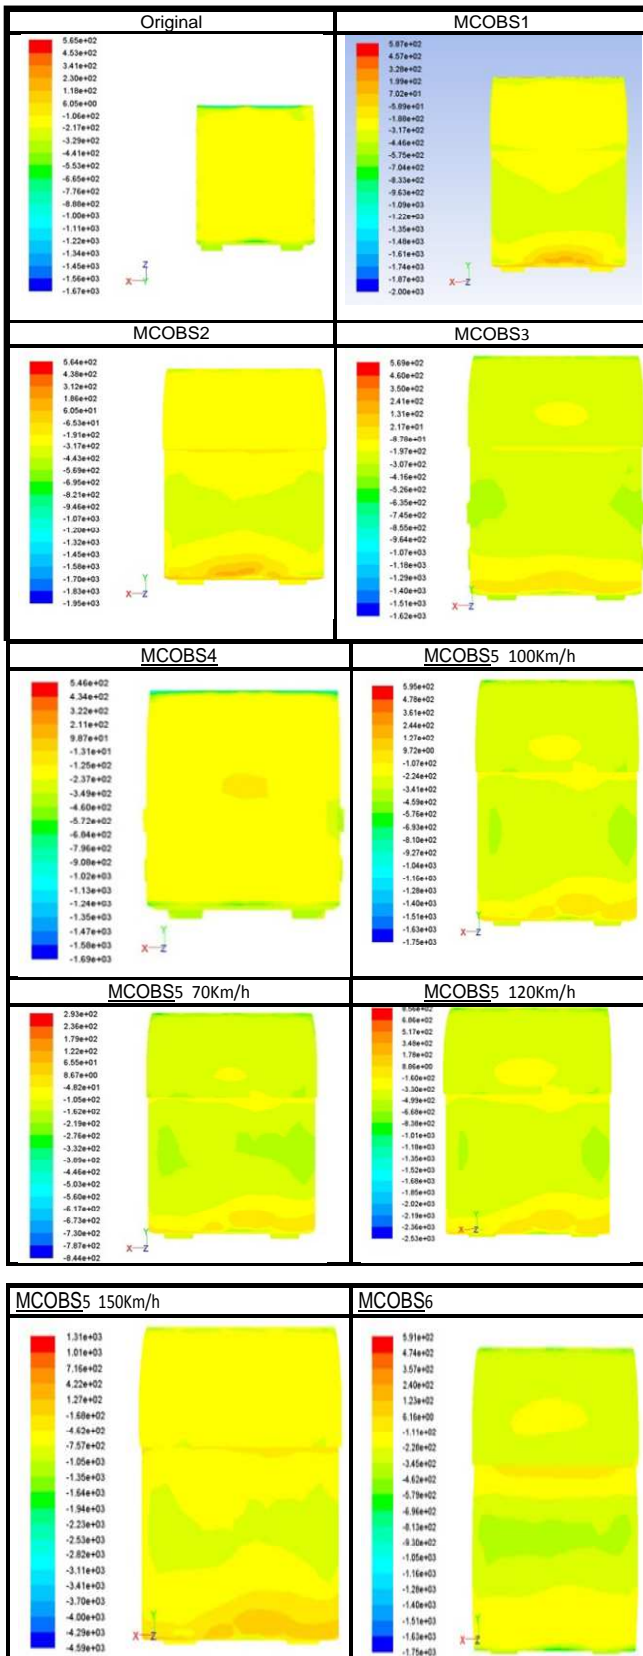 Original
5.65e+02
4.53e+02
3.41e+02
2.30e+02
1.18e+02
6.05e+00
-1.06e+02
-2.17e+02
-3.29e+02
-4.41e+02
-5.53e+02
-6.65e+02
-7.76e+02
-8.88e+02
-1.00e+03
-1.11e+03
-1.22e+03
-1.34e+03
-1.45e+03
-1.56e+03
-1.67e+03
Z
X Y
MCOBS1
5.87e+02
4.57e+02
3.28e+02
1.99e+02
7.02e+01
-5.89e+01
-1.88e+02
-3.17e+02
-4.46e+02
-5.75e+02
-7.04e+02
-8.33e+02
-9.63e+02
-1.09e+03
-1.22e+03
-1.35e+03
-1.48e+03
-1.61e+03
-1.74e+03
-1.87e+03
-2.00e+03
Y
X Z
MCOBS2
5.64e+02
4.38e+02
3.12e+02
1.86e+02
6.05e+01
-6.53e+01
-1.91e+02
-3.17e+02
-4.43e+02
-5.69e+02
-6.95e+02
-8.21e+02
-9.46e+02
-1.07e+03
-1.20e+03
-1.32e+03
-1.45e+03
-1.58e+03
-1.70e+03
-1.83e+03
-1.95e+03
Y
X Z
MCOBS3
5.69e+02
4.60e+02
3.50e+02
2.41e+02
1.31e+02
2.17e+01
-8.78e+01
-1.97e+02
-3.07e+02
-4.16e+02
-5.26e+02
-6.35e+02
-7.45e+02
-8.55e+02
-9.64e+02
-1.07e+03
-1.18e+03
-1.29e+03
-1.40e+03
-1.51e+03
-1.62e+03
Y
X Z
MCOBS4
5.46e+02
4.34e+02
3.22e+02
2.11e+02
9.87e+01
-1.31e+01
-1.25e+02
-2.37e+02
-3.49e+02
-4.60e+02
-5.72e+02
-6.84e+02
-7.96e+02
-9.08e+02
-1.02e+03
-1.13e+03
-1.24e+03
-1.35e+03
-1.47e+03
-1.58e+03
-1.69e+03
Y
X Z
MCOBS5 100Km/h
5.95e+02
4.78e+02
3.61e+02
2.44e+02
1.27e+02
9.72e+00
-1.07e+02
-2.24e+02
-3.41e+02
-4.59e+02
-5.76e+02
-6.93e+02
-8.10e+02
-9.27e+02
-1.04e+03
-1.16e+03
-1.28e+03
-1.40e+03
-1.51e+03
-1.63e+03
-1.75e+03
Y
X Z
MCOBS5 70Km/h
2.93e+02
2.36e+02
1.79e+02
1.22e+02
6.55e+01
8.67e+00
-4.82e+01
-1.05e+02
-1.62e+02
-2.19e+02
-2.76e+02
-3.32e+02
-3.89e+02
-4.46e+02
-5.03e+02
-5.60e+02
-6.17e+02
-6.73e+02
-7.30e+02
-7.87e+02
-8.44e+02
Y
X Z
MCOBS5 120Km/h
6.86e+02
5.17e+02
3.48e+02
1.78e+02
8.86e+00
-1.60e+02
-3.30e+02
-4.99e+02
-6.68e+02
-8.38e+02
-1.01e+03
-1.18e+03
-1.35e+03
-1.52e+03
-1.68e+03
-1.85e+03
-2.02e+03
-2.19e+03
-2.36e+03
-2.53e+03
Y
X Z
MCOBS5 150Km/h
1.31e+03
1.01e+03
7.16e+02
4.22e+02
1.27e+02
-1.68e+02
-4.62e+02
-7.57e+02
-1.05e+03
-1.35e+03
-1.64e+03
-1.94e+03
-2.23e+03
-2.53e+03
-2.82e+03
-3.11e+03
-3.41e+03
-3.70e+03
-4.00e+03
-4.29e+03
-4.59e+03
Y
X Z
MCOBS6
5.91e+02
4.74e+02
3.57e+02
2.40e+02
1.23e+02
6.16e+00
-1.11e+02
-2.28e+02
-3.45e+02
-4.62e+02
-5.79e+02
-6.96e+02
-8.13e+02
-9.30e+02
-1.05e+03
-1.16e+03
-1.28e+03
-1.40e+03
-1.51e+03
-1.63e+03
-1.75e+03
Y
X Z